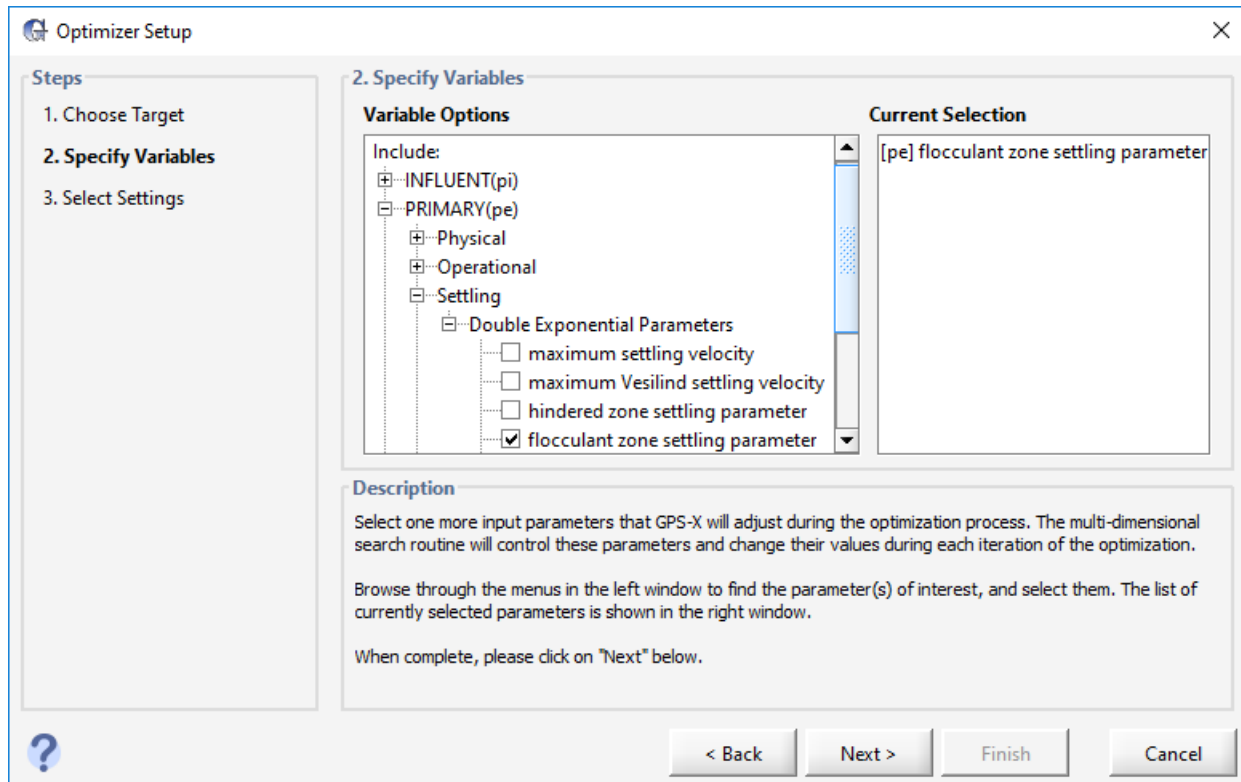 Optimizer Setup
Steps
1. Choose Target
2. Specify Variables
3. Select Settings
2. Specify Variables
Variable Options
Include:
INFLUENT(pi)
PRIMARY(pe)
Physical
Operational
Settling
Double Exponential Parameters
maximum settling velocity
maximum Vesilind settling velocity
hindered zone settling parameter
flocculant zone settling parameter
Current Selection
[pe] flocculant zone settling parameter
Description
Select one more input parameters that GPS-X will adjust during the optimization process. The multi-dimensional
search routine will control these parameters and change their values during each iteration of the optimization.
Browse through the menus in the left window to find the parameter(s) of interest, and select them. The list of
currently selected parameters is shown in the right window.
When complete, please click on "Next" below.
?
< Back
Next >
Finish
Cancel